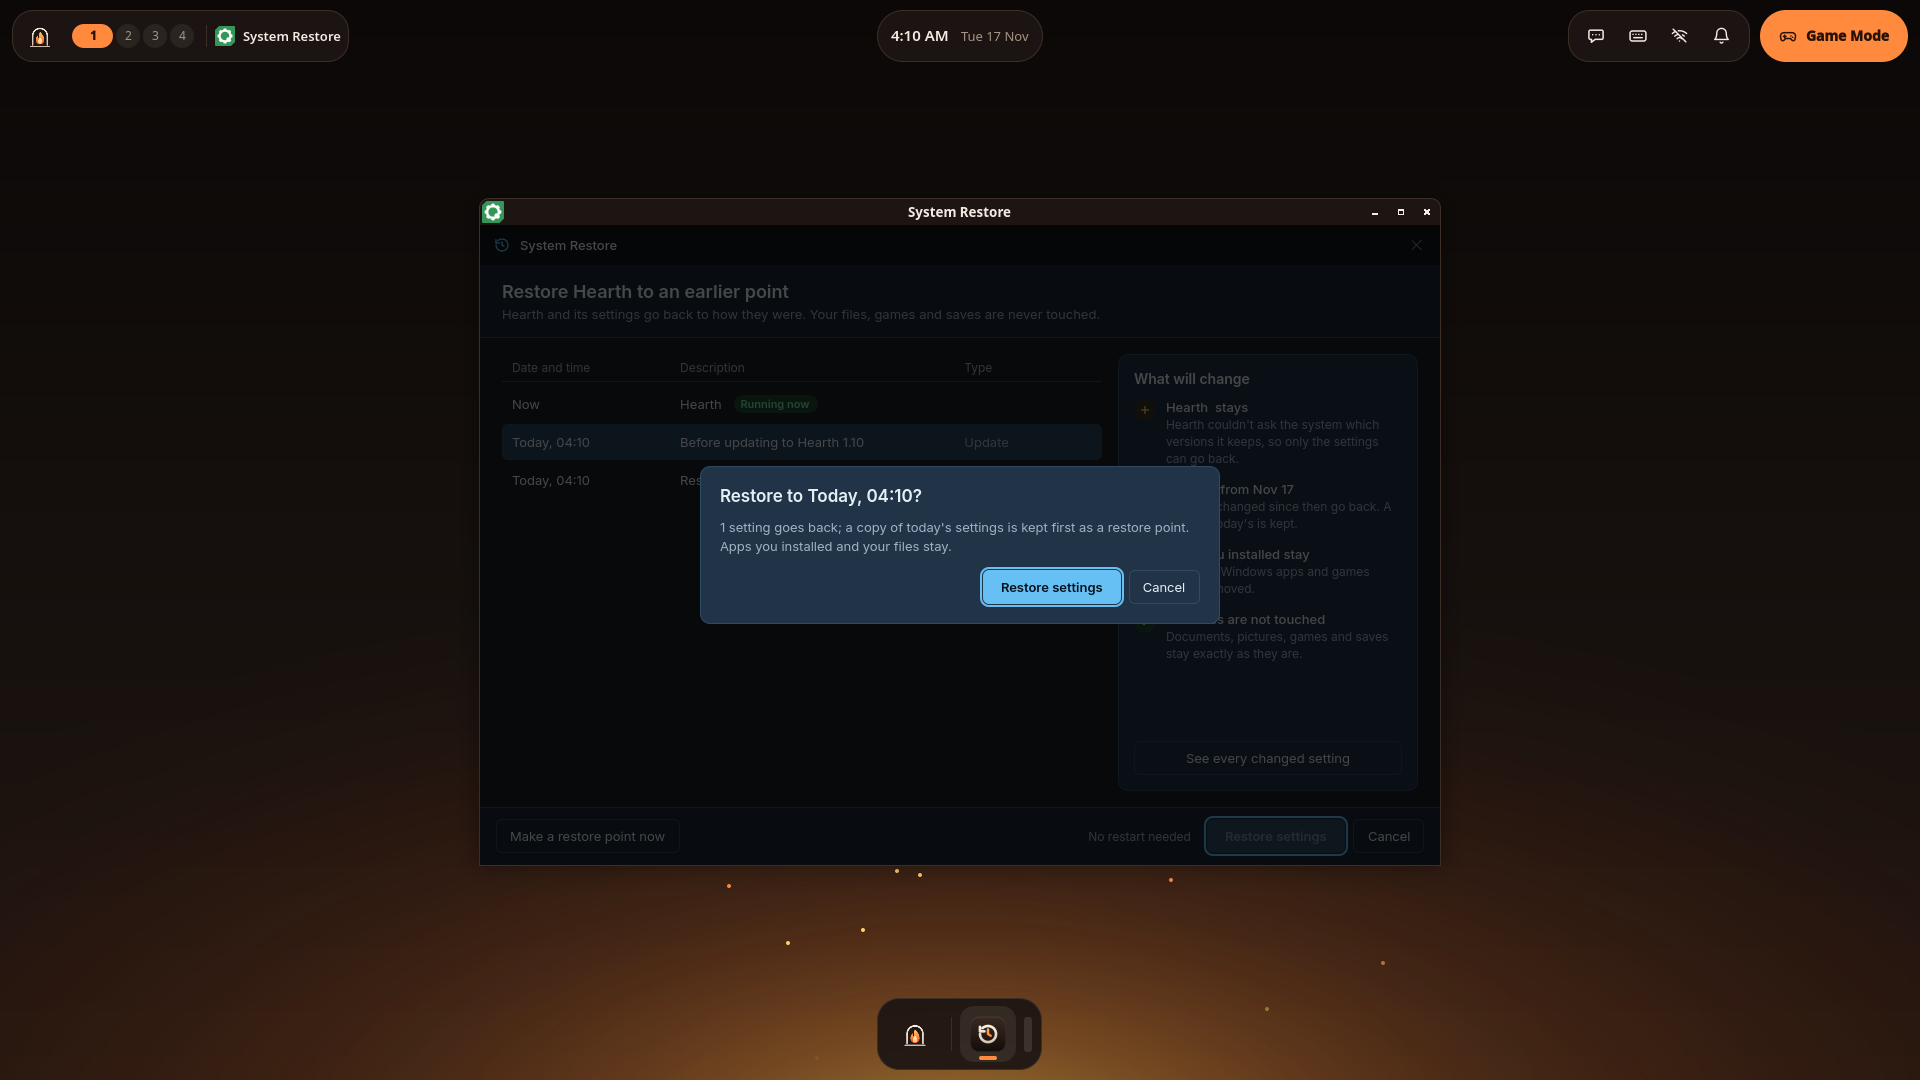 1 2 3 4 System Restore
4:10 AM Tue 17 Nov
Game Mode
System Restore
System Restore
Restore Hearth to an earlier point
Hearth and its settings go back to how they were. Your files, games and saves are never touched.
Date and time Description Type
Now Hearth Running now
Today, 04:10 Before updating to Hearth 1.10 Update
Today, 04:10
What will change
Hearth stays
Hearth couldn't ask the system which
versions it keeps, so only the settings
can go back.
from Nov 17
changed since then go back. A
is kept.
installed stay
Windows apps and games
are not touched
Documents, pictures, games and saves
stay exactly as they are.
See every changed setting
Restore to Today, 04:10?
1 setting goes back; a copy of today's settings is kept first as a restore point.
Apps you installed and your files stay.
Restore settings Cancel
Make a restore point now
No restart needed Restore settings Cancel